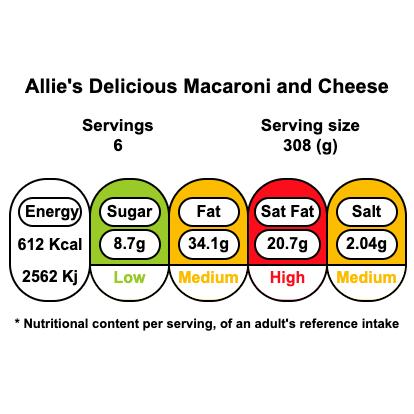 Allie's Delicious Macaroni and Cheese
Servings Serving size
6 308 (g)
Energy Sugar Fat Sat Fat Salt
612 Kcal 8.7g 34.1g 20.7g 2.04g
2562 Kj Low Medium High Medium
* Nutritional content per serving, of an adult's reference intake